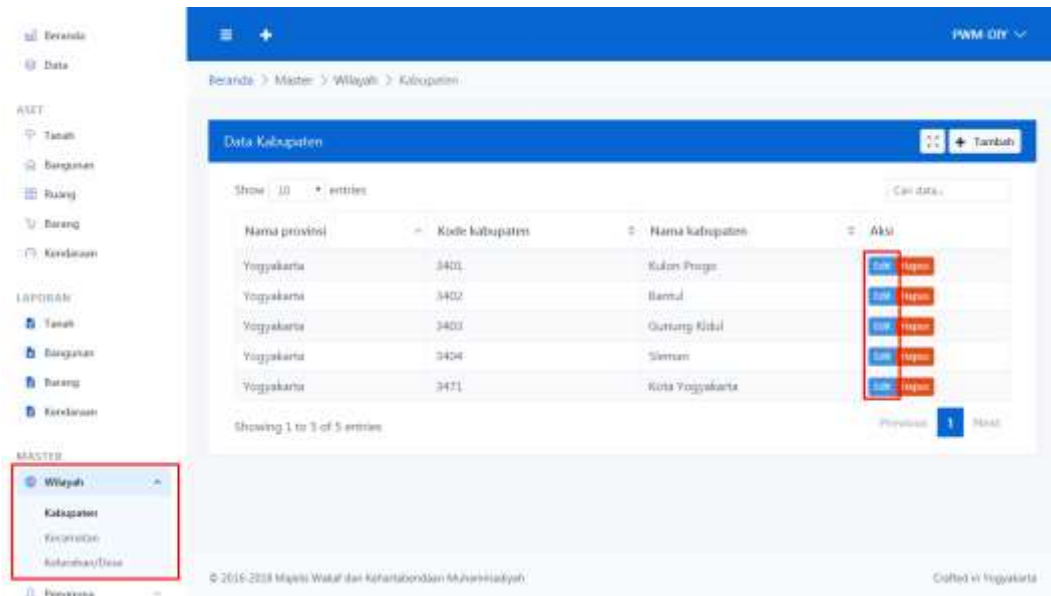 Beranda
Data
ASET
Tanah
Bangunan
Ruang
Barang
Kendaraan
LAPORAN
Tanah
Bangunan
Barang
Kendaraan
MASTER
Wilayah
Kabupaten
Kecamatan
Kelurahan/Desa
Pengguna
PWM-DIY
Beranda > Master > Wilayah > Kabupaten
Data Kabupaten
+ Tambah
Show 10 entries
Cari data...
Nama provinsi Kode kabupaten Nama kabupaten Aksi
Yogyakarta 3401 Kulon Progo Edit Hapus
Yogyakarta 3402 Bantul Edit Hapus
Yogyakarta 3403 Gunung Kidul Edit Hapus
Yogyakarta 3404 Sleman Edit Hapus
Yogyakarta 3471 Kota Yogyakarta Edit Hapus
Showing 1 to 5 of 5 entries
Previous 1 Next
© 2016-2018 Majelis Wakaf dan Kehartabendaan Muhammadiyah
Crafted in Yogyakarta